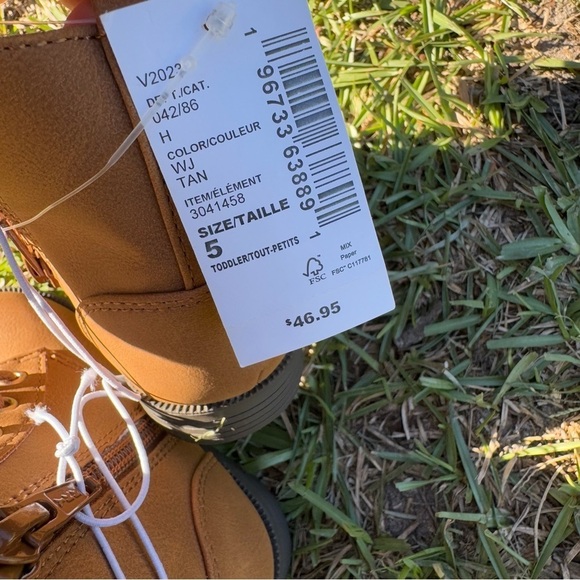 V2023
DEPT./CAT.
042/86
H
COLOR/COULEUR
WJ
TAN
ITEM/ÉLÉMENT
3041458
SIZE/TAILLE
5
TODDLER/TOUT-PETITS
1 96733 63889 1
FSC
MIX
Paper
FSC® C117781
$46.95